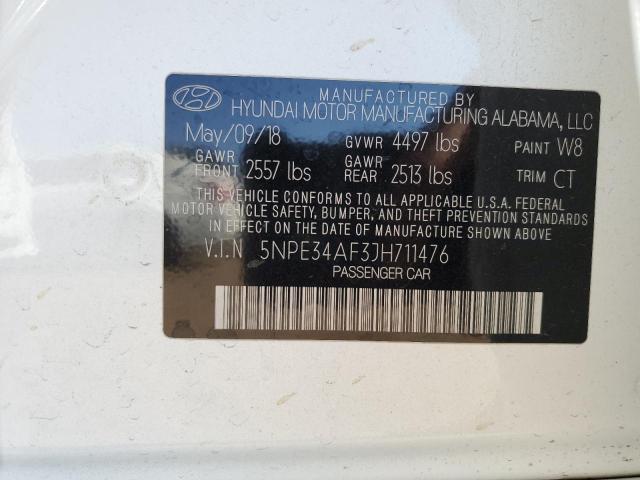 MANUFACTURED BY
HYUNDAI MOTOR MANUFACTURING ALABAMA, LLC
May/09/18 GVWR 4497 lbs PAINT W8
GAWR FRONT 2557 lbs GAWR REAR 2513 lbs TRIM CT
THIS VEHICLE CONFORMS TO ALL APPLICABLE U.S.A. FEDERAL
MOTOR VEHICLE SAFETY, BUMPER, AND THEFT PREVENTION STANDARDS
IN EFFECT ON THE DATE OF MANUFACTURE SHOWN ABOVE.
V.I.N 5NPE34AF3JH711476
PASSENGER CAR